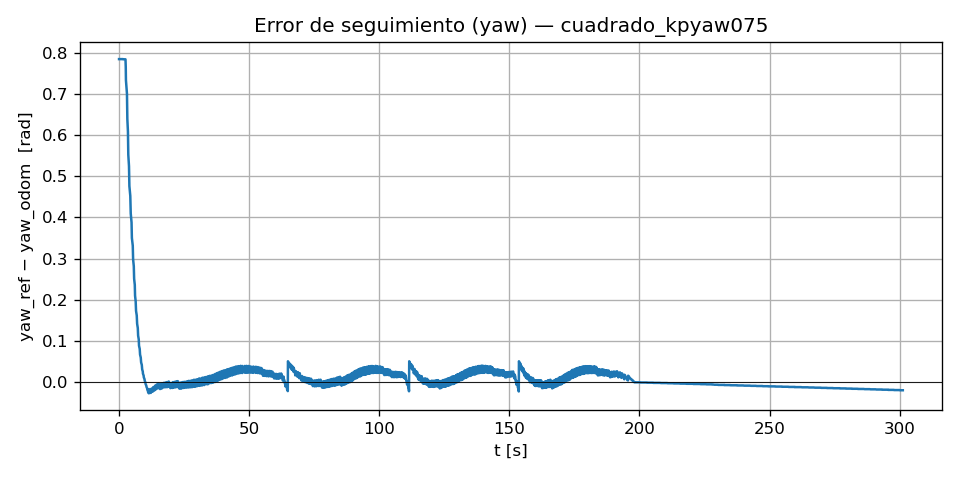 Error de seguimiento (yaw) — cuadrado_kpyaw075
yaw_ref − yaw_odom [rad]
0.8
0.7
0.6
0.5
0.4
0.3
0.2
0.1
0.0
0 50 100 150 200 250 300
t [s]